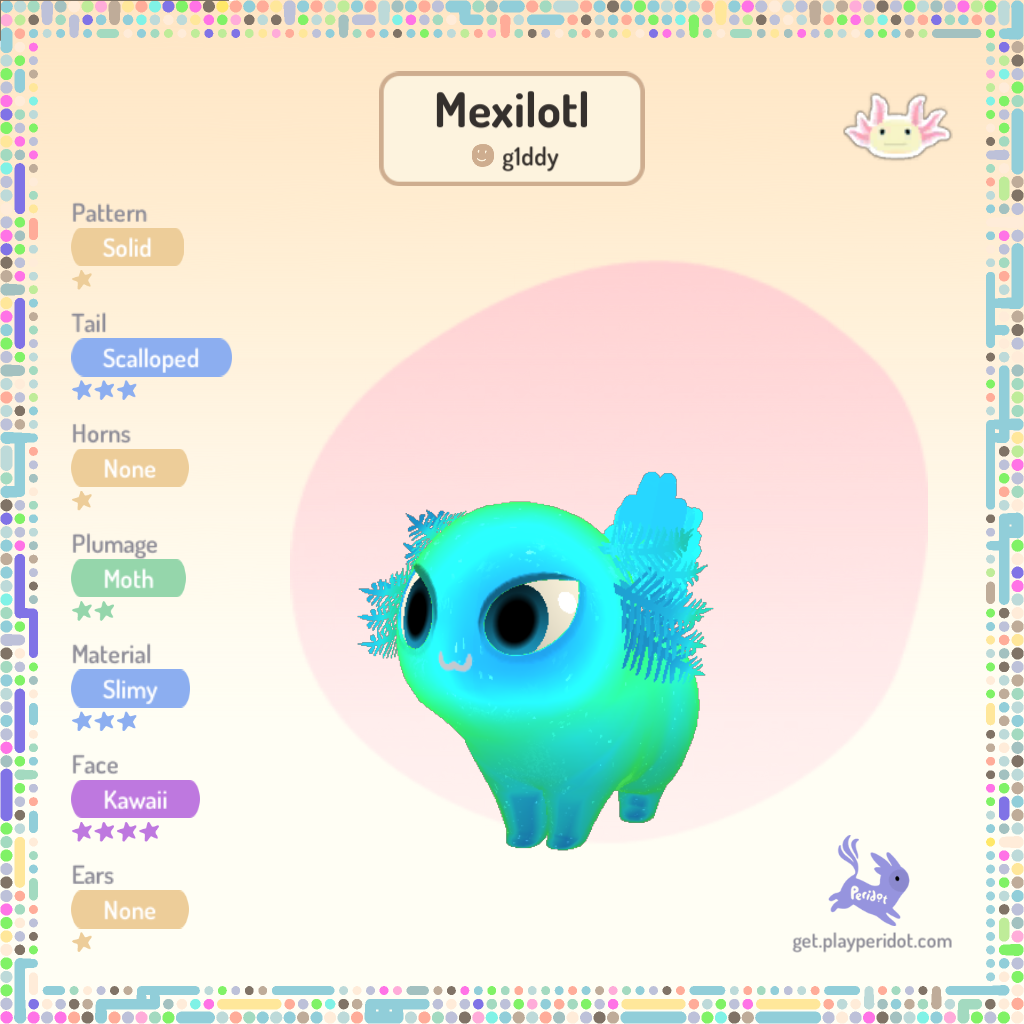 Mexilotl
g1ddy
Pattern
Solid
Tail
Scalloped
Horns
None
Plumage
Moth
Material
Slimy
Face
Kawaii
Ears
None
Peridot
get.playperidot.com